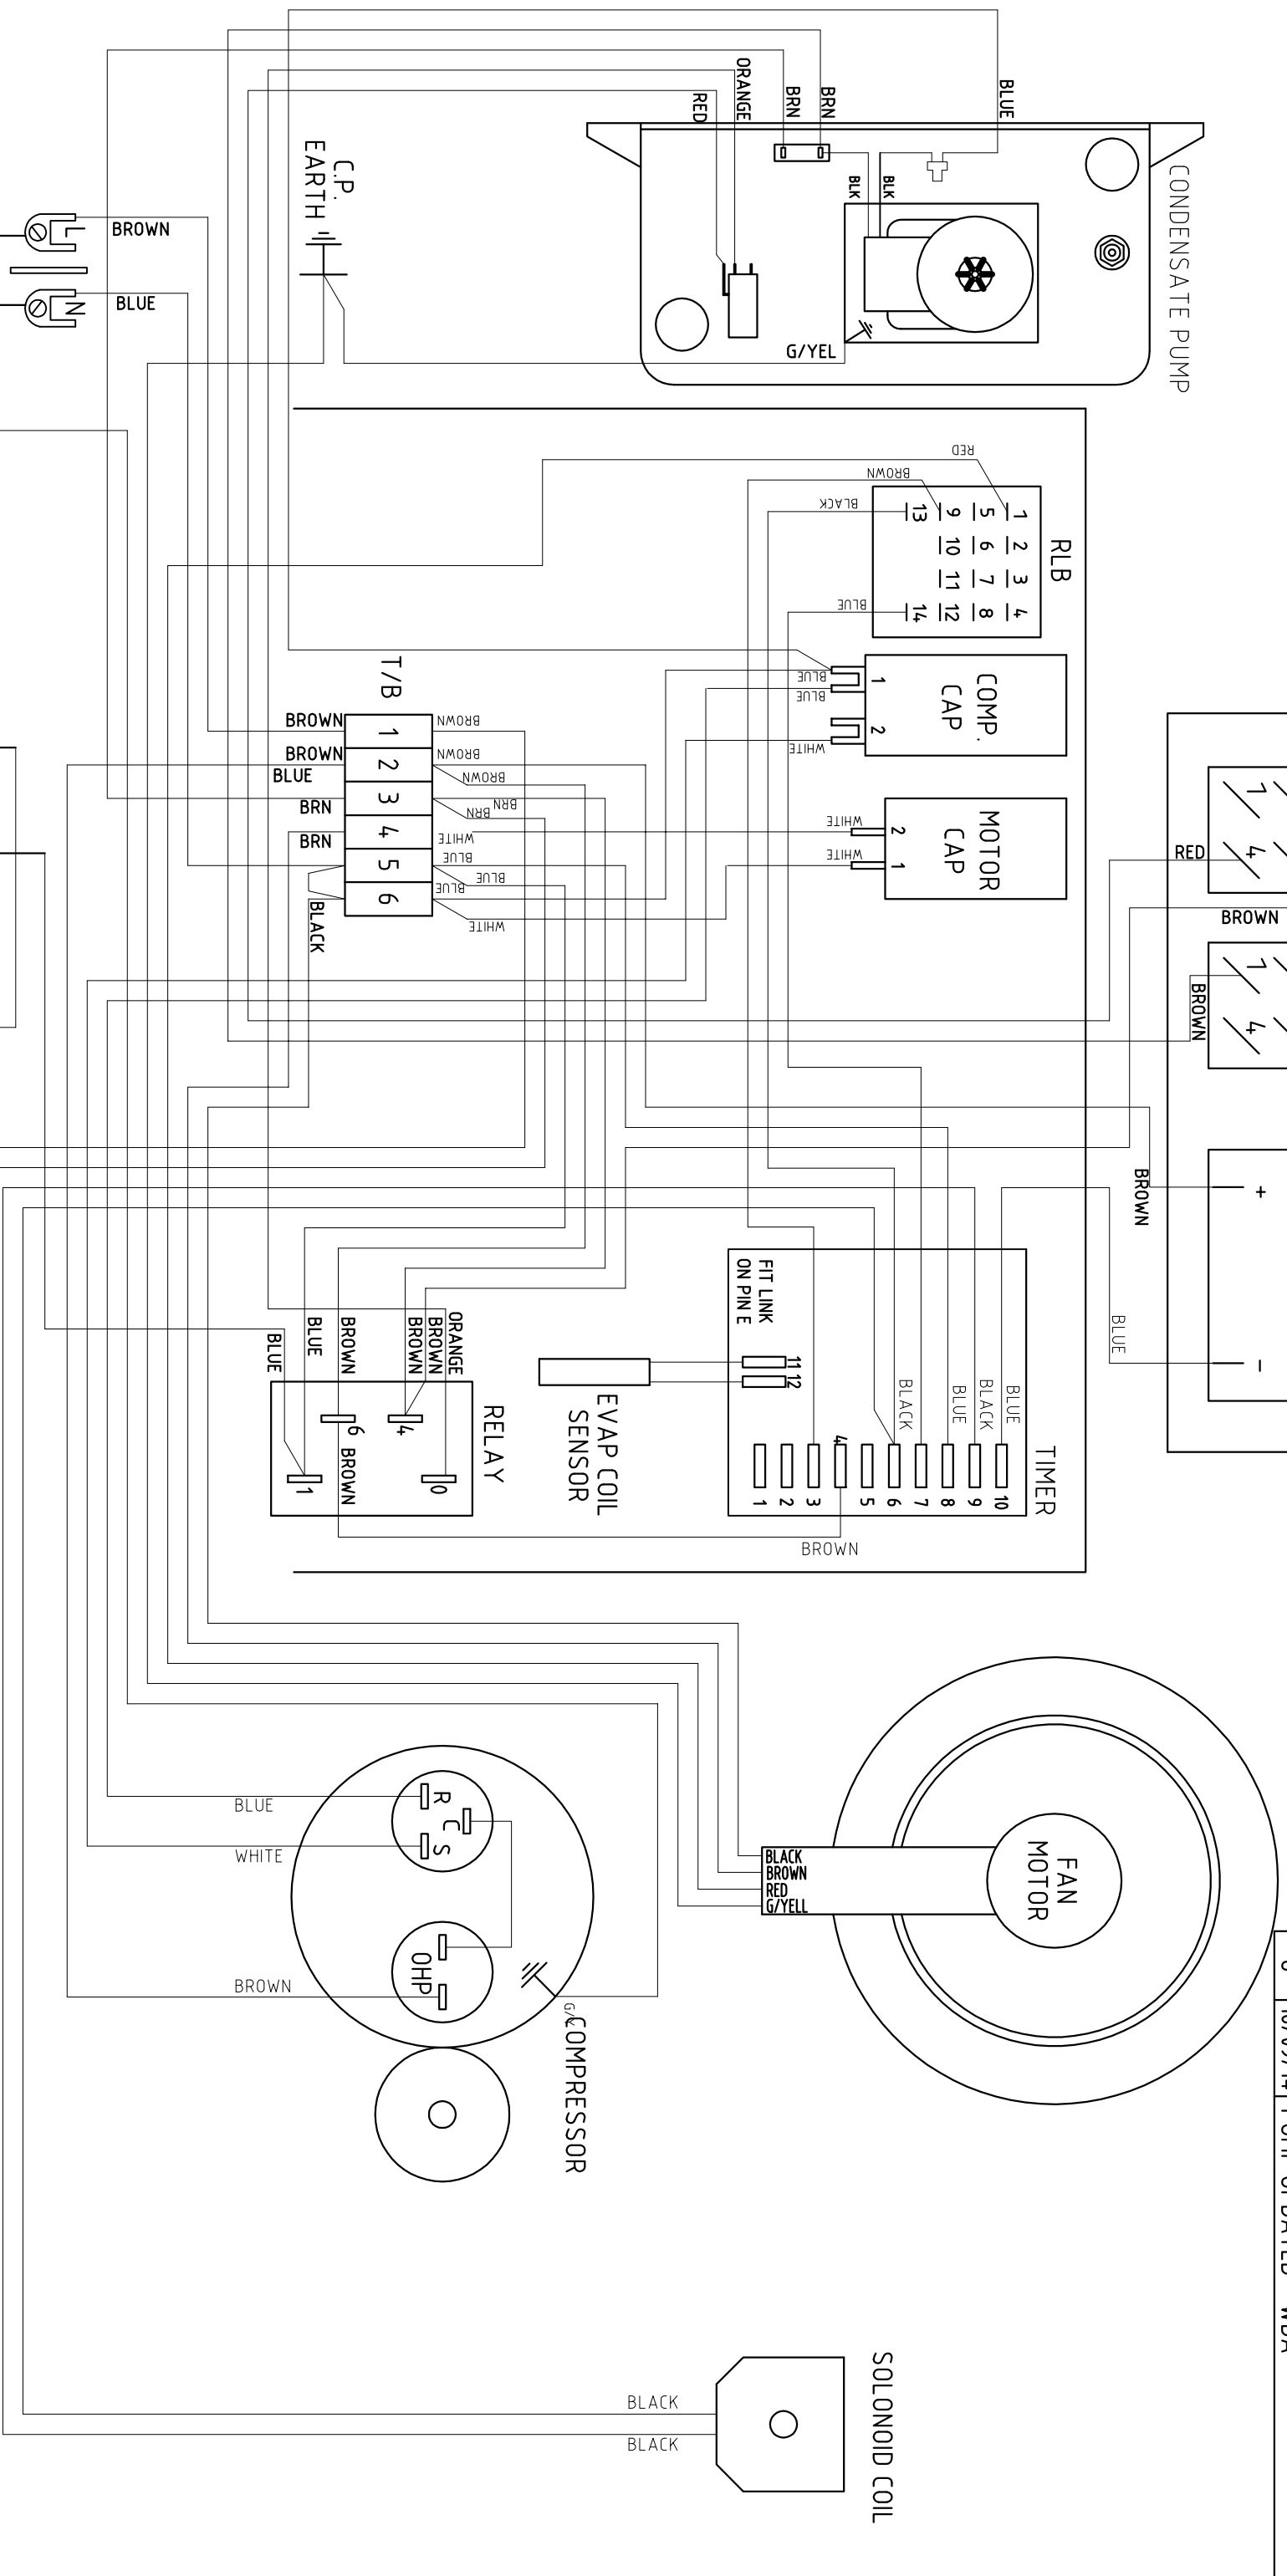 BLUE
BRN
BRN
ORANGE
RED
CONDENSATE PUMP
BLK
BLK
G/YEL
C.P.
EARTH
L
BROWN
N
BLUE
RED
BROWN
BLACK
BLUE
RLB
1 2 3 4
5 6 7 8
9 10 11 12
13 14
COMP.
CAP
1
2
BLUE
BLUE
WHITE
MOTOR
CAP
2
1
WHITE
WHITE
T/B
1
2
3
4
5
6
BROWN
BROWN
BLUE
BRN
BRN
BLACK
BROWN
BROWN
BROWN
BRN
BRN
WHITE
BLUE
BLUE
BLUE
WHITE
1
4
RED
BROWN
1
4
BROWN
+
-
BROWN
BLUE
FIT LINK
ON PIN E
11
12
TIMER
BLUE
BLACK
BLUE
BLACK
4
10
9
8
7
6
5
3
2
1
BROWN
EVAP COIL
SENSOR
RELAY
ORANGE
BROWN
BROWN
BROWN
BLUE
BLUE
0
4
6
1
BROWN
FAN
MOTOR
BLACK
BROWN
RED
G/YELL
COMPRESSOR
R
C
S
OHP
BLUE
WHITE
BROWN
SOLONOID COIL
BLACK
BLACK